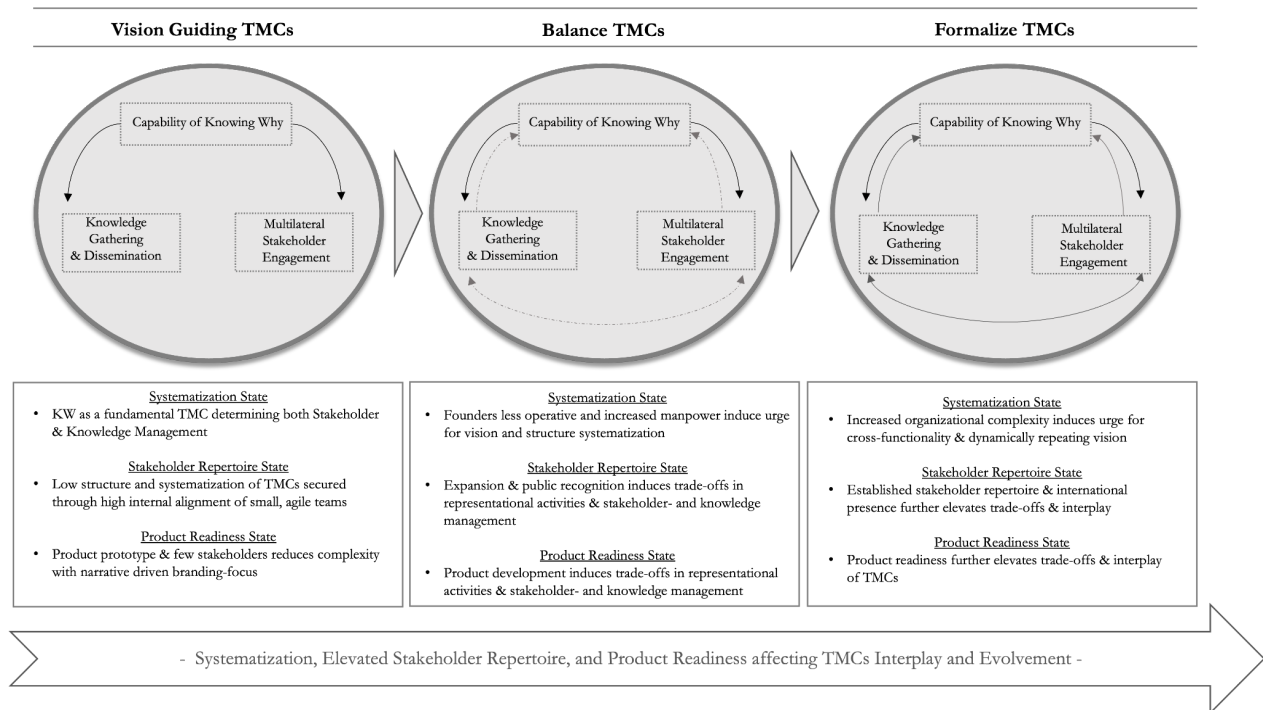 Vision Guiding TMCs
Balance TMCs
Formalize TMCs
Capability of Knowing Why
Knowledge
Gathering
& Dissemination
Multilateral
Stakeholder
Engagement
Capability of Knowing Why
Knowledge
Gathering
& Dissemination
Multilateral
Stakeholder
Engagement
Capability of Knowing Why
Knowledge
Gathering
& Dissemination
Multilateral
Stakeholder
Engagement
Systematization State
• KW as a fundamental TMC determining both Stakeholder
& Knowledge Management
Stakeholder Repertoire State
• Low structure and systematization of TMCs secured
through high internal alignment of small, agile teams
Product Readiness State
• Product prototype & few stakeholders reduces complexity
with narrative driven branding-focus
Systematization State
• Founders less operative and increased manpower induce urge
for vision and structure systematization
Stakeholder Repertoire State
• Expansion & public recognition induces trade-offs in
representational activities & stakeholder- and knowledge
management
Product Readiness State
• Product development induces trade-offs in representational
activities & stakeholder- and knowledge management
Systematization State
• Increased organizational complexity induces urge for
cross-functionality & dynamically repeating vision
Stakeholder Repertoire State
• Established stakeholder repertoire & international
presence further elevates trade-offs & interplay
Product Readiness State
• Product readiness further elevates trade-offs & interplay
of TMCs
- Systematization, Elevated Stakeholder Repertoire, and Product Readiness affecting TMCs Interplay and Evolvement -